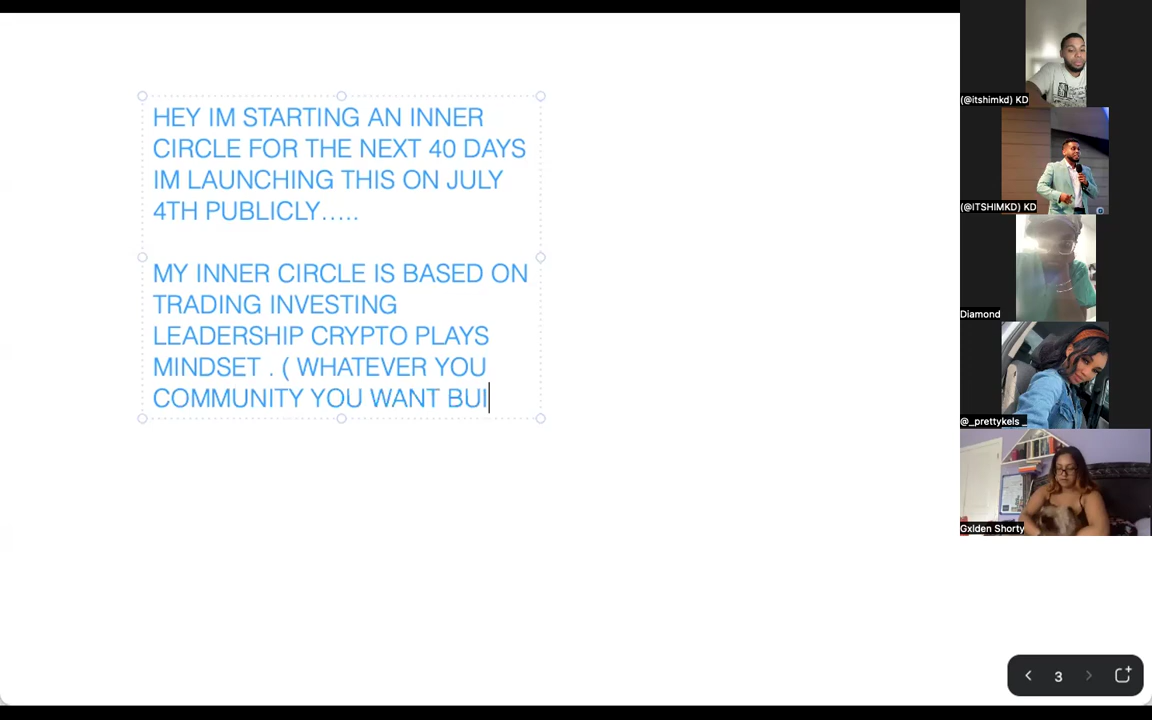 HEY IM STARTING AN INNER
CIRCLE FOR THE NEXT 40 DAYS
IM LAUNCHING THIS ON JULY
4TH PUBLICLY.....
MY INNER CIRCLE IS BASED ON
TRADING INVESTING
LEADERSHIP CRYPTO PLAYS
MINDSET . ( WHATEVER YOU
COMMUNITY YOU WANT BUI
(@itshimkd) KD
(@ITSHIMKD) KD
Diamond
@_prettykels_
Gxlden Shorty
3